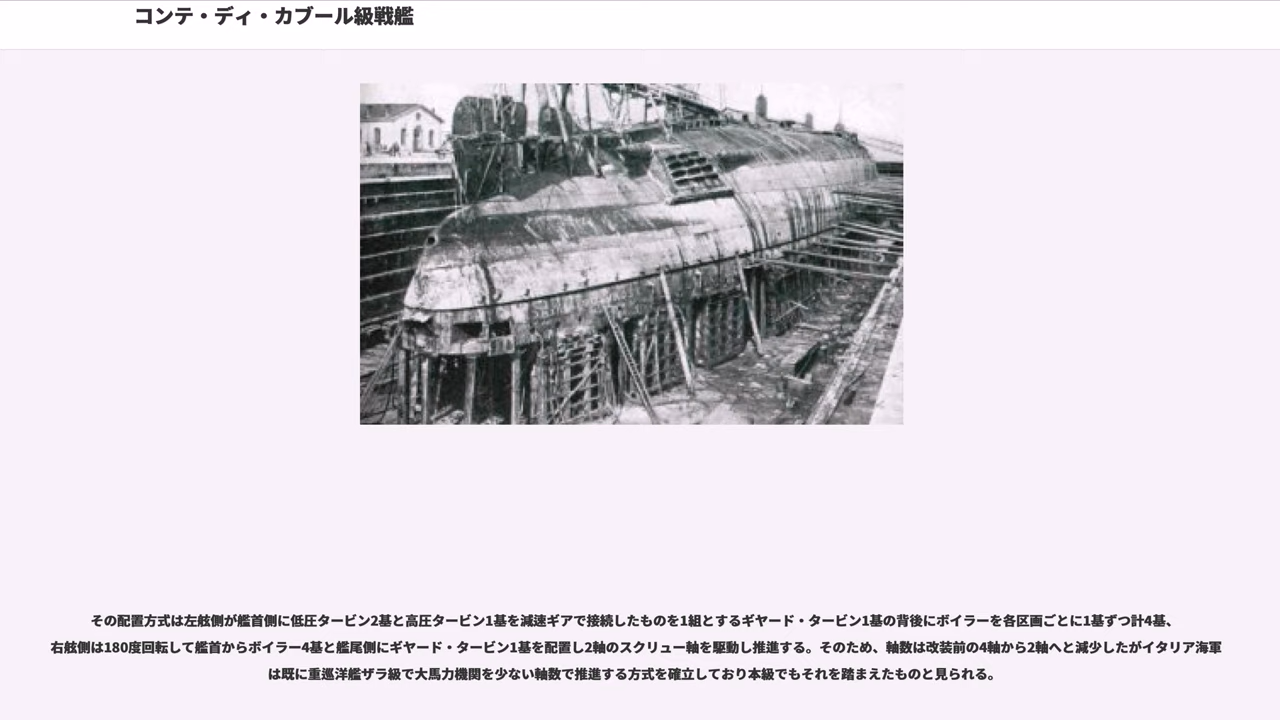 コンテ・ディ・カブール級戦艦
その配置方式は左舷側が艦首側に低圧タービン2基と高圧タービン1基を減速ギアで接続したものを1組とするギヤード・タービン1基の背後にボイラーを各区画ごとに1基ずつ計4基、
右舷側は180度回転して艦首からボイラー4基と艦尾側にギヤード・タービン1基を配置し2軸のスクリュー軸を駆動し推進する。そのため、軸数は改装前の4軸から2軸へと減少したがイタリア海軍
は既に重巡洋艦ザラ級で大馬力機関を少ない軸数で推進する方式を確立しており本級でもそれを踏まえたものと見られる。